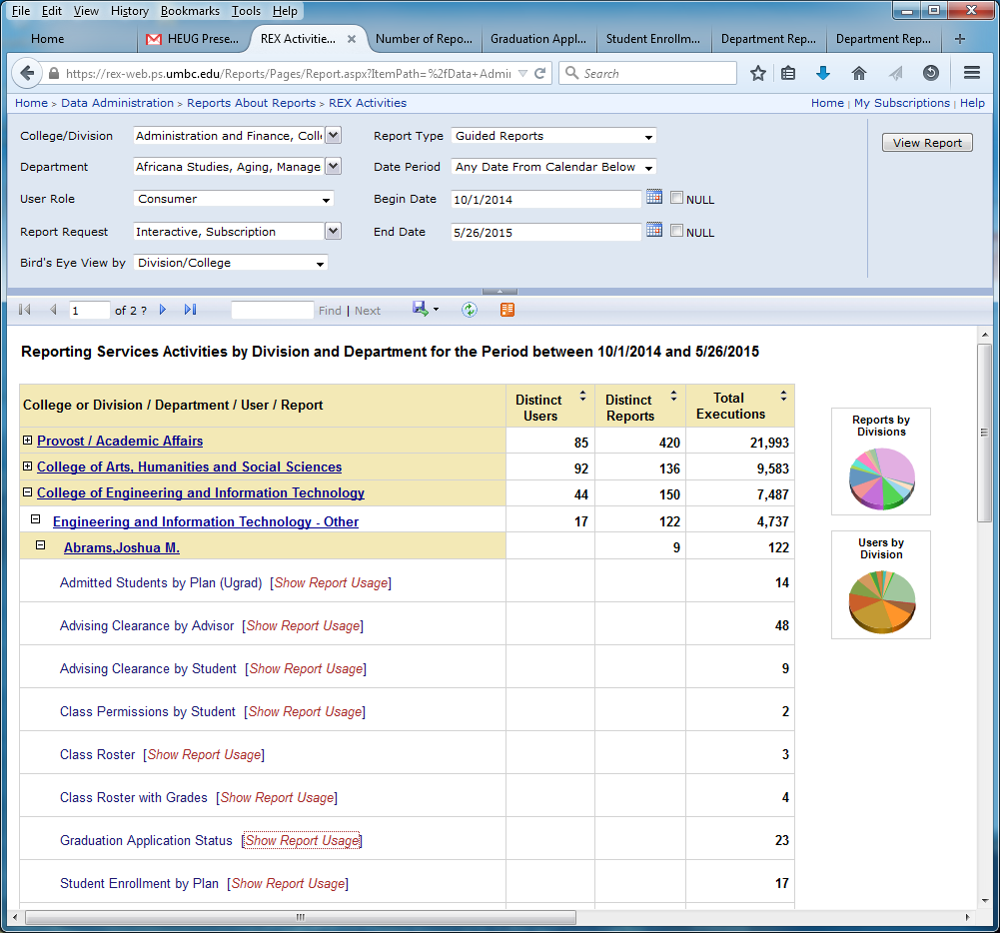 File Edit View History Bookmarks Tools Help
Home HEUG Prese... REX Activitie... × Number of Repo... Graduation Appl... Student Enrollm... Department Rep... Department Rep... +
https://rex-web.ps.umbc.edu/Reports/Pages/Report.aspx?ItemPath=%2fData+Admin Search
Home > Data Administration > Reports About Reports > REX Activities Home | My Subscriptions | Help
College/Division Administration and Finance, Colle Report Type Guided Reports View Report
Department Africana Studies, Aging, Manage Date Period Any Date From Calendar Below
User Role Consumer Begin Date 10/1/2014 NULL
Report Request Interactive, Subscription End Date 5/26/2015 NULL
Bird's Eye View by Division/College
1 of 2 ? Find | Next
Reporting Services Activities by Division and Department for the Period between 10/1/2014 and 5/26/2015
College or Division / Department / User / Report Distinct Users Distinct Reports Total Executions
Provost / Academic Affairs 85 420 21,993
College of Arts, Humanities and Social Sciences 92 136 9,583
College of Engineering and Information Technology 44 150 7,487
Engineering and Information Technology - Other 17 122 4,737
Abrams,Joshua M. 9 122
Admitted Students by Plan (Ugrad) [Show Report Usage] 14
Advising Clearance by Advisor [Show Report Usage] 48
Advising Clearance by Student [Show Report Usage] 9
Class Permissions by Student [Show Report Usage] 2
Class Roster [Show Report Usage] 3
Class Roster with Grades [Show Report Usage] 4
Graduation Application Status [Show Report Usage] 23
Student Enrollment by Plan [Show Report Usage] 17
Reports by
Divisions
Users by
Division